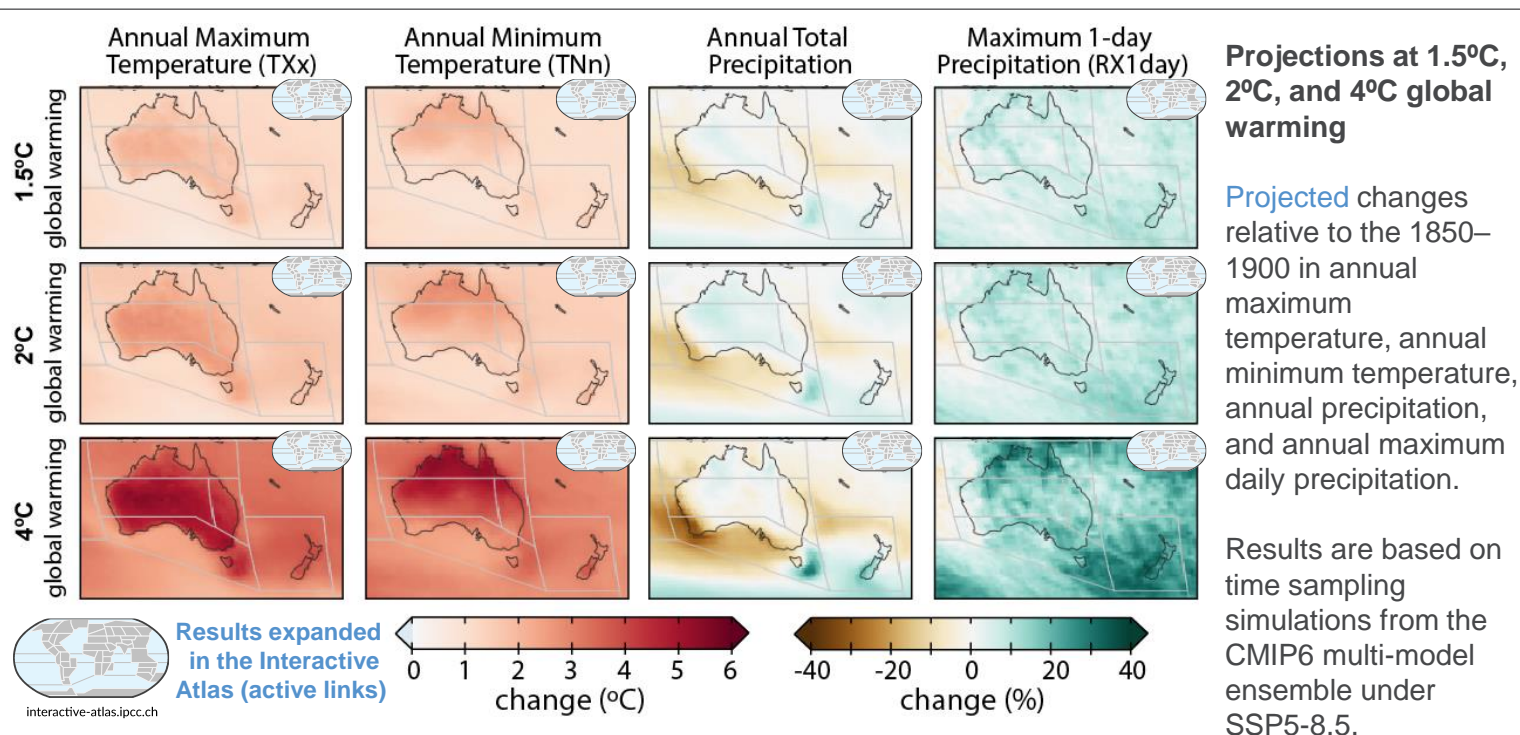 Annual Maximum
Temperature (TXx)
Annual Minimum
Temperature (TNn)
Annual Total
Precipitation
Maximum 1-day
Precipitation (RX1day)
1.5ºC
global warming
2ºC
global warming
4ºC
global warming
Results expanded
in the Interactive
Atlas (active links)
interactive-atlas.ipcc.ch
0 1 2 3 4 5 6
change (ºC)
-40 -20 0 20 40
change (%)
Projections at 1.5ºC,
2ºC, and 4ºC global
warming
Projected changes
relative to the 1850–
1900 in annual
maximum
temperature, annual
minimum temperature,
annual precipitation,
and annual maximum
daily precipitation.
Results are based on
time sampling
simulations from the
CMIP6 multi-model
ensemble under
SSP5-8.5.